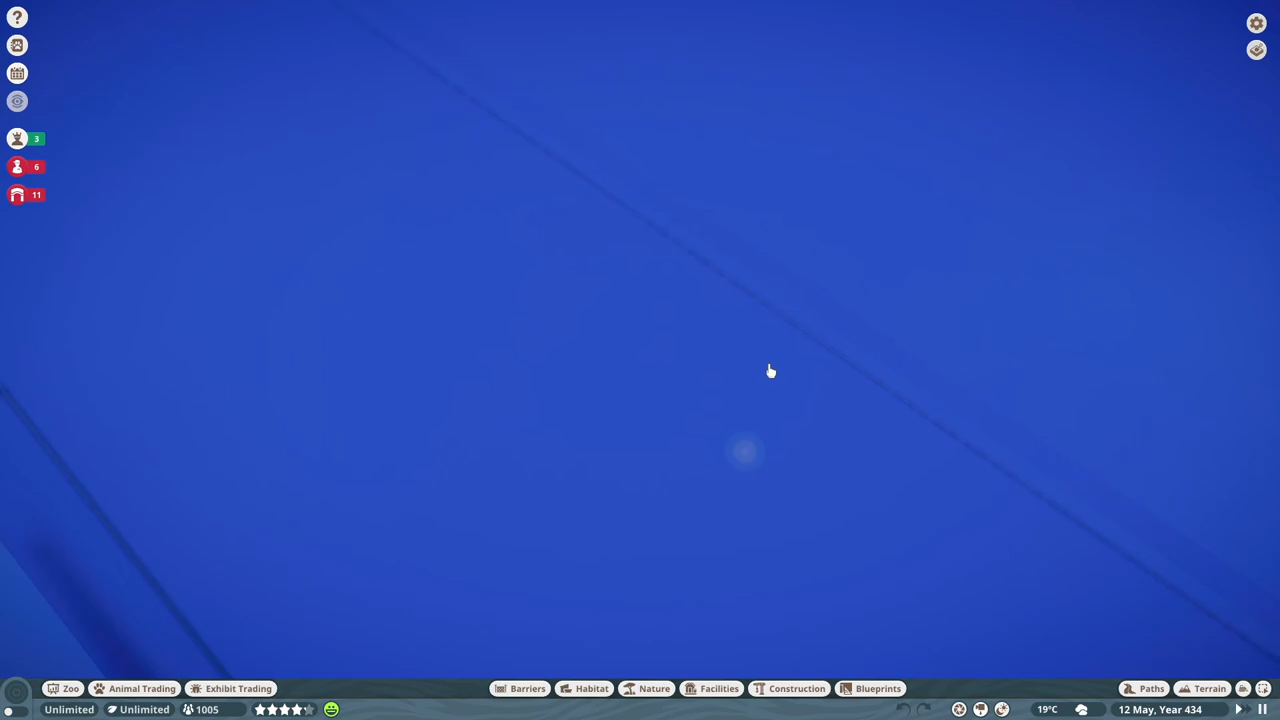 ?
3
6
11
Zoo
Animal Trading
Exhibit Trading
Barriers
Habitat
Nature
Facilities
Construction
Blueprints
Paths
Terrain
Unlimited
Unlimited
1005
19°C
12 May, Year 434